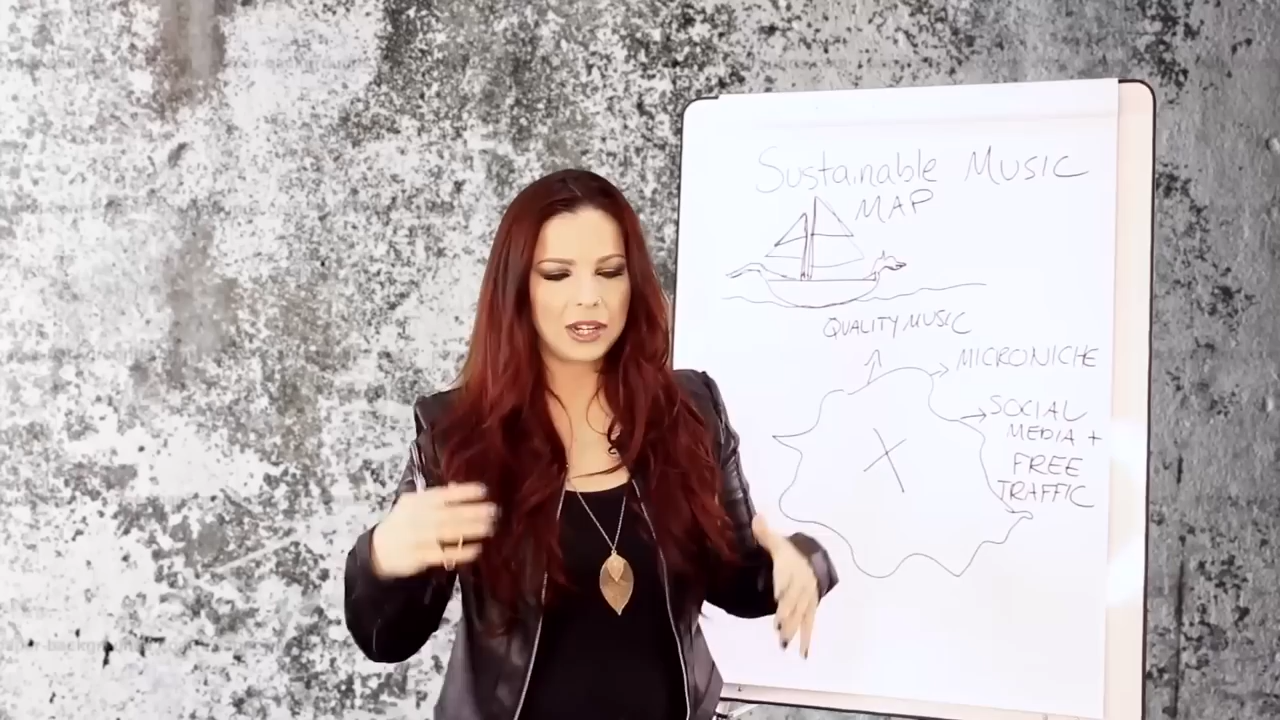 Sustainable Music
MAP
QUALITY MUSIC
MICRONICHE
SOCIAL
MEDIA +
FREE
TRAFFIC